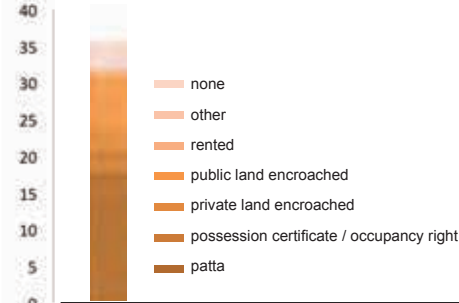 40
35
30
25
20
15
10
5
0
none
other
rented
public land encroached
private land encroached
possession certificate / occupancy right
patta